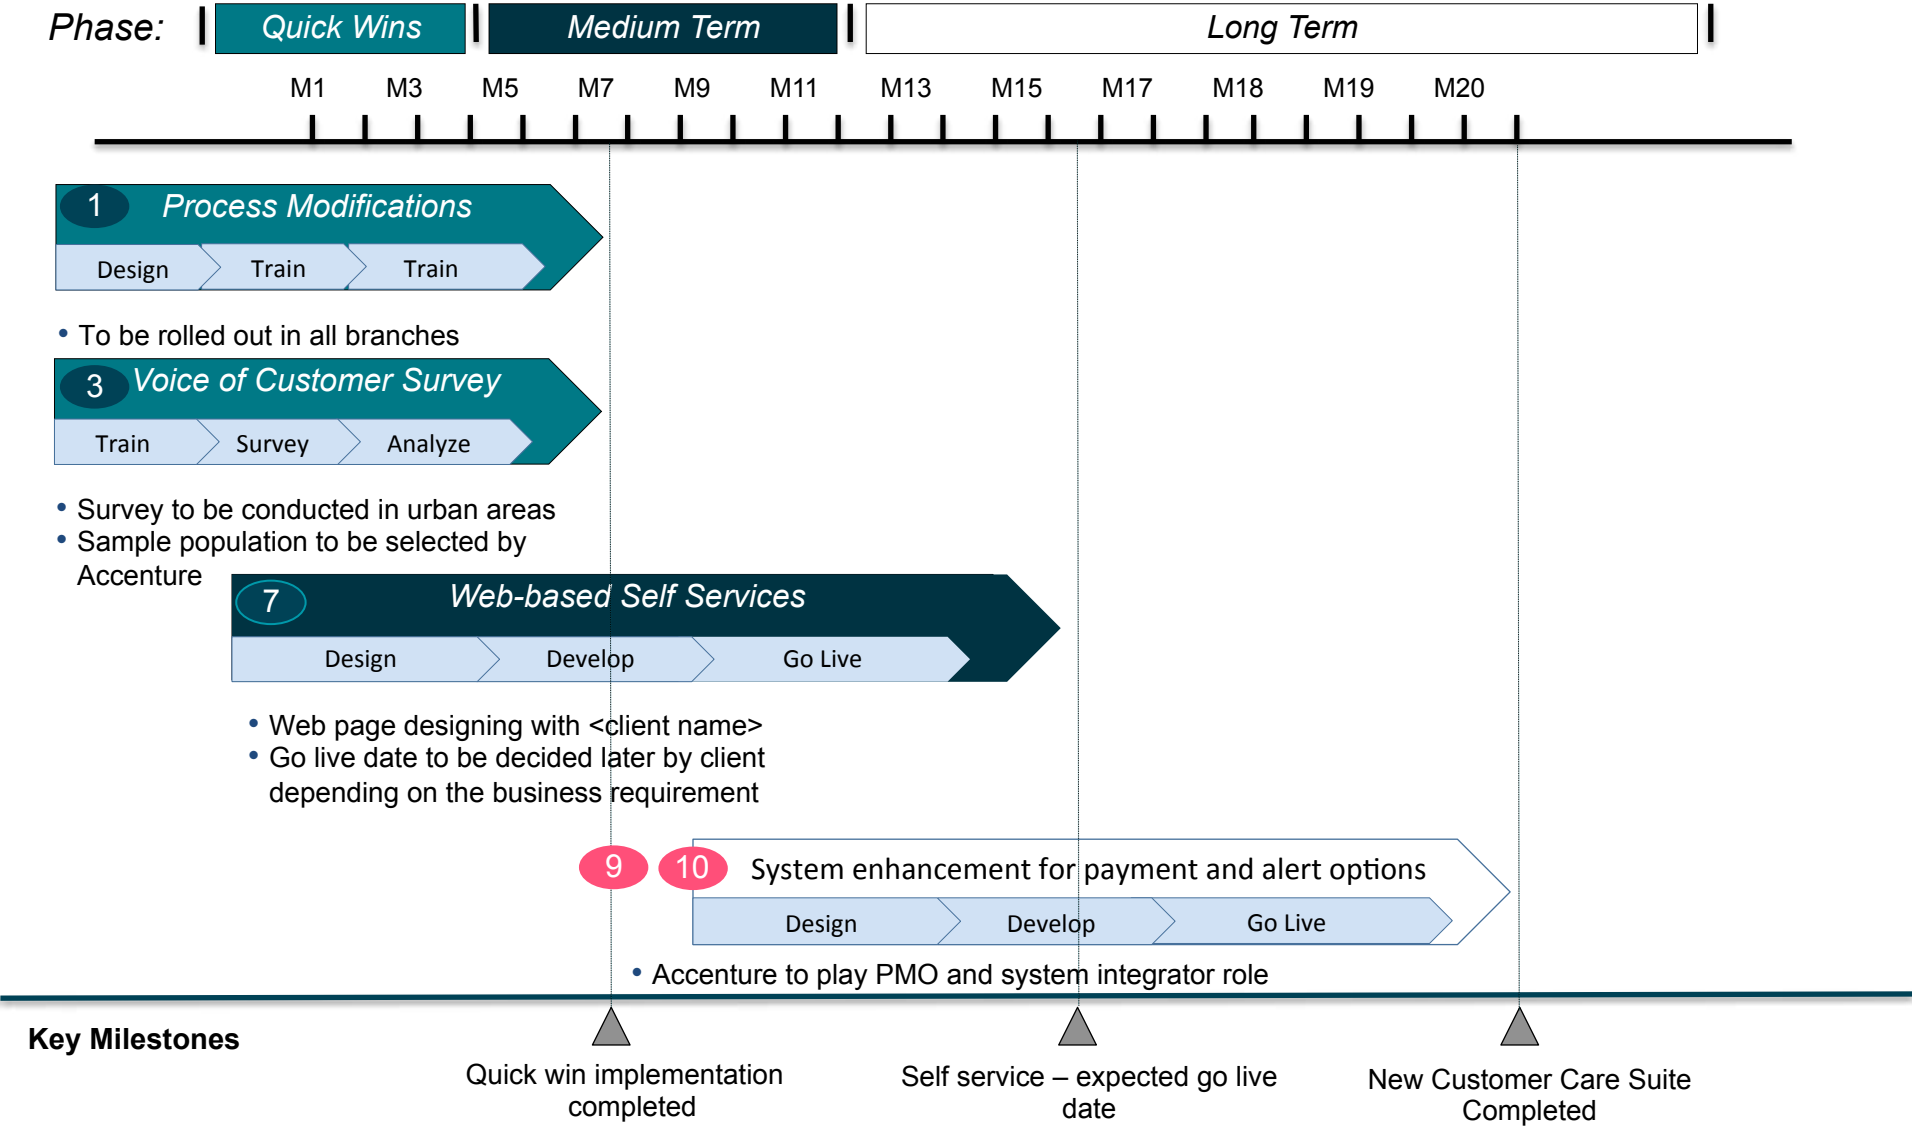 Phase:
Quick Wins
Medium Term
Long Term
M1 M3 M5 M7 M9 M11 M13 M15 M17 M18 M19 M20
1 Process Modifications
Design Train Train
• To be rolled out in all branches
3 Voice of Customer Survey
Train Survey Analyze
• Survey to be conducted in urban areas
• Sample population to be selected by
Accenture
7 Web-based Self Services
Design Develop Go Live
• Web page designing with <client name>
• Go live date to be decided later by client
depending on the business requirement
9 10 System enhancement for payment and alert options
Design Develop Go Live
• Accenture to play PMO and system integrator role
Key Milestones
Quick win implementation
completed
Self service – expected go live
date
New Customer Care Suite
Completed